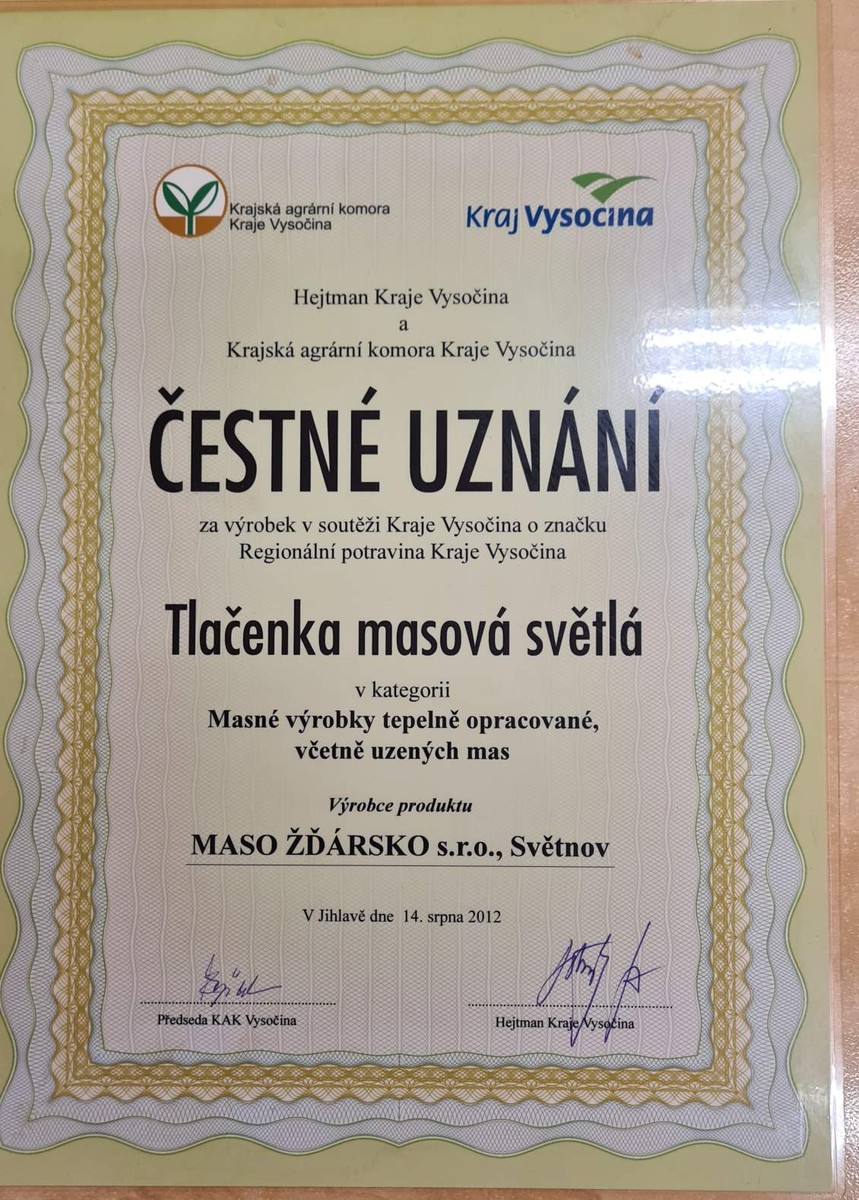 Krajská agrární komora
Kraje Vysočina
Kraj Vysočina
Hejtman Kraje Vysočina
a
Krajská agrární komora Kraje Vysočina
ČESTNÉ UZNÁNÍ
za výrobek v soutěži Kraje Vysočina o značku
Regionální potravina Kraje Vysočina
Tlačenka masová světlá
v kategorii
Masné výrobky tepelně opracované,
včetně uzených mas
Výrobce produktu
MASO ŽĎÁRSKO s.r.o., Světnov
V Jihlavě dne 14. srpna 2012
Předseda KAK Vysočina
Hejtman Kraje Vysočina